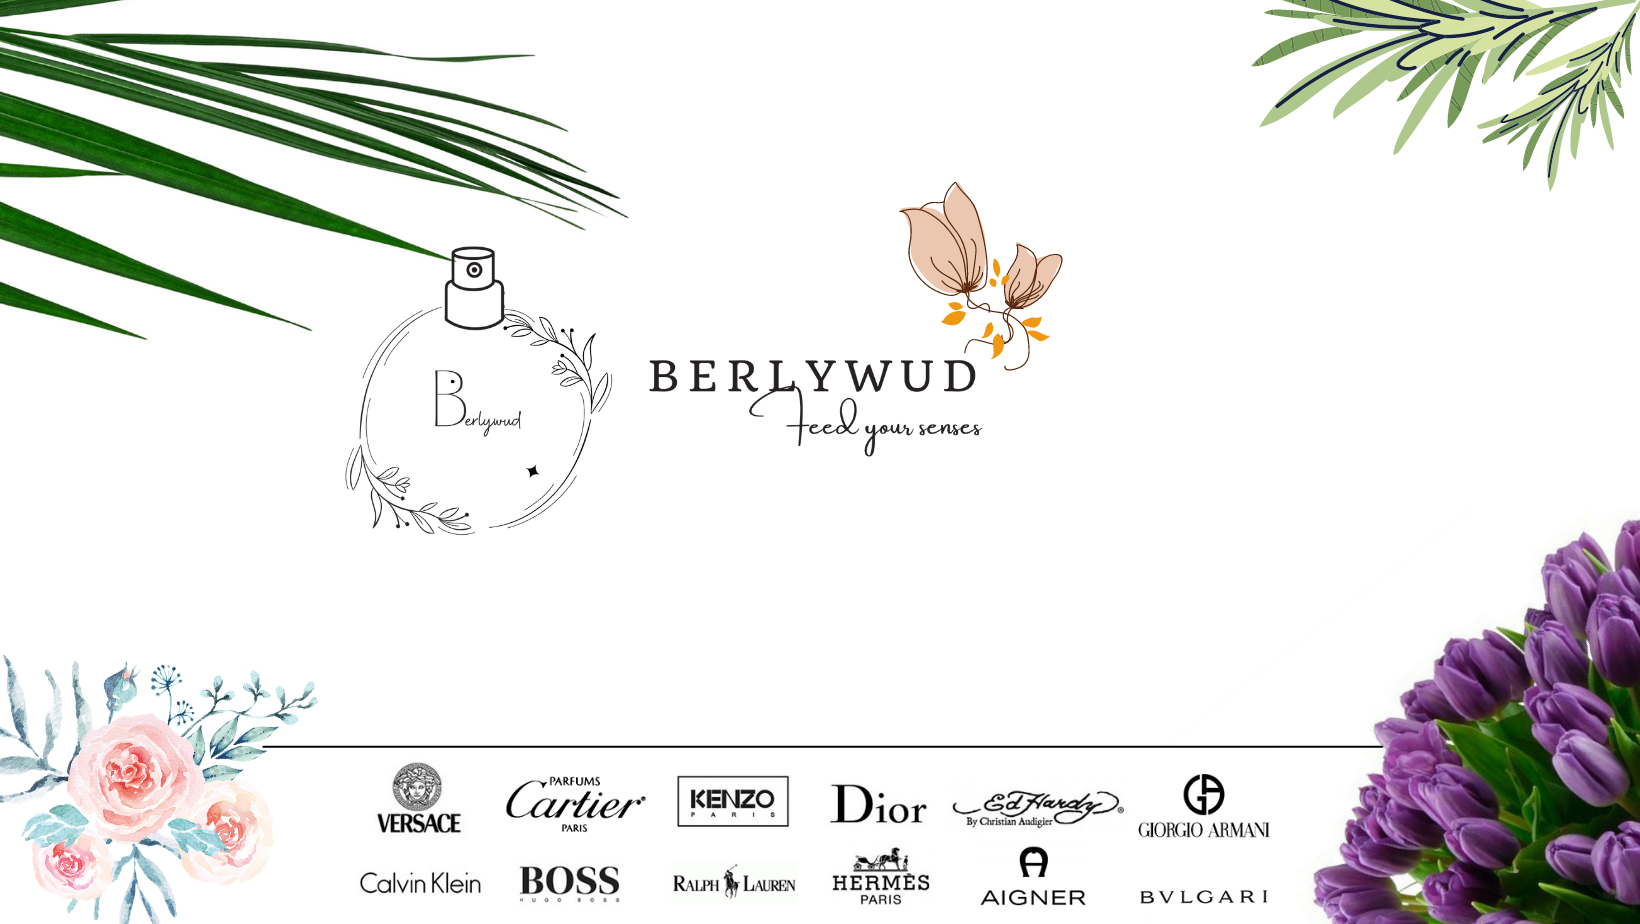 Berlywud
BERLYWUD
Feed your senses
VERSACE
PARFUMS
Cartier
PARIS
KENZO
PARIS
Dior
Ed Hardy ®
By Christian Audigier
GIORGIO ARMANI
Calvin Klein
BOSS
HUGO BOSS
RALPH LAUREN
HERMÈS
PARIS
AIGNER
BVLGARI